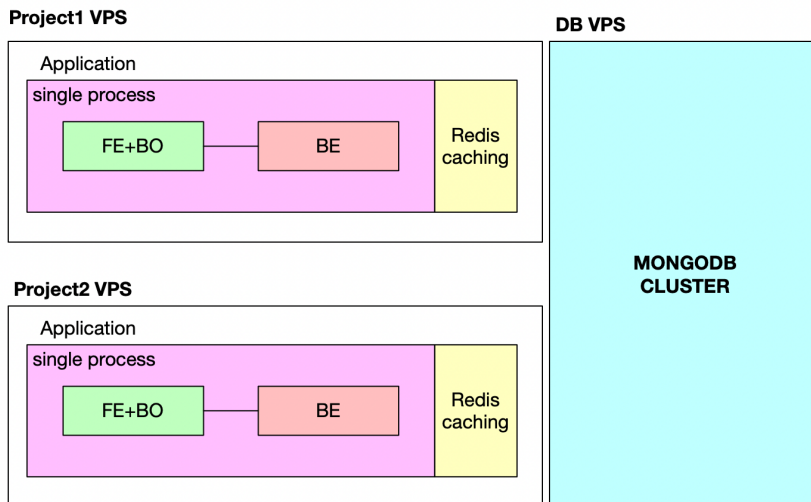 Project1 VPS
DB VPS
Application
single process
FE+BO
BE
Redis
caching
MONGODB
CLUSTER
Project2 VPS
Application
single process
FE+BO
BE
Redis
caching